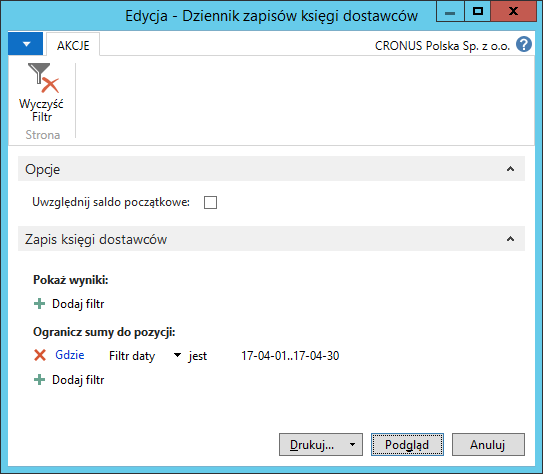 Edycja - Dziennik zapisów księgi dostawców
AKCJE
CRONUS Polska Sp. z o.o.
?
Wyczyść
Filtr
Strona
Opcje
Uwzględnij saldo początkowe:
Zapis księgi dostawców
Pokaż wyniki:
Dodaj filtr
Ogranicz sumy do pozycji:
Gdzie Filtr daty jest 17-04-01..17-04-30
Dodaj filtr
Drukuj... Podgląd Anuluj